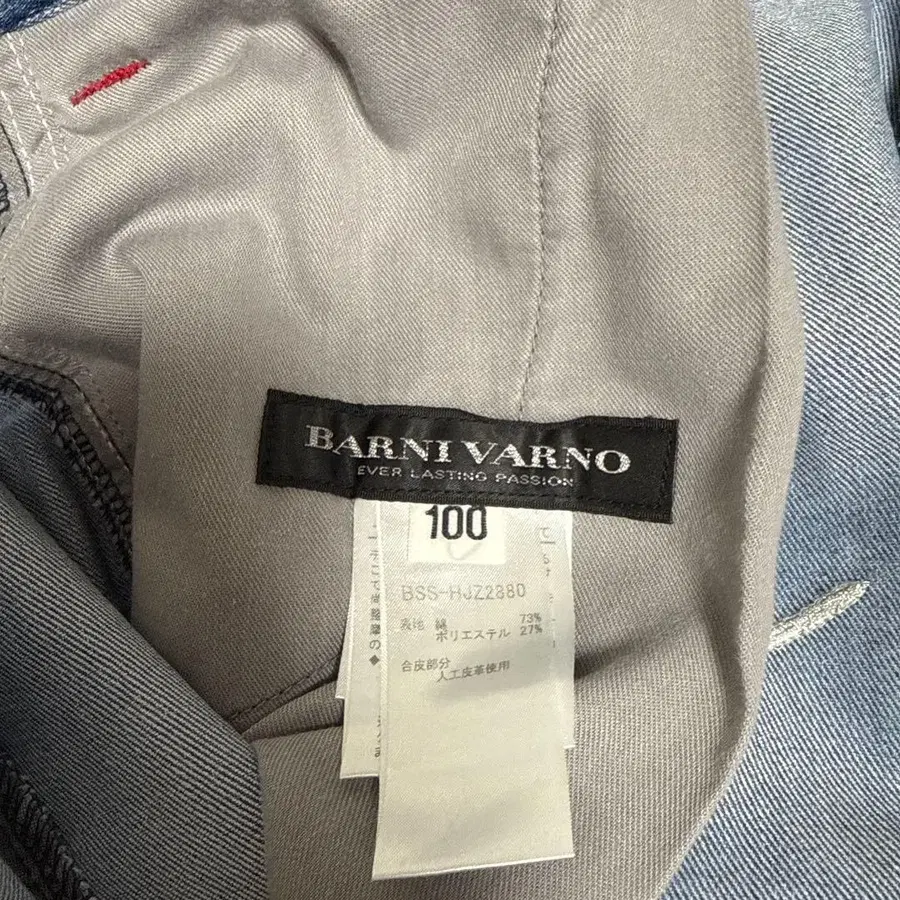 BARNI VARNO
EVER LASTING PASSION
100
BSS-HJZ2880
表地 綿 73%
ポリエステル 27%
合皮部分
人工皮革使用